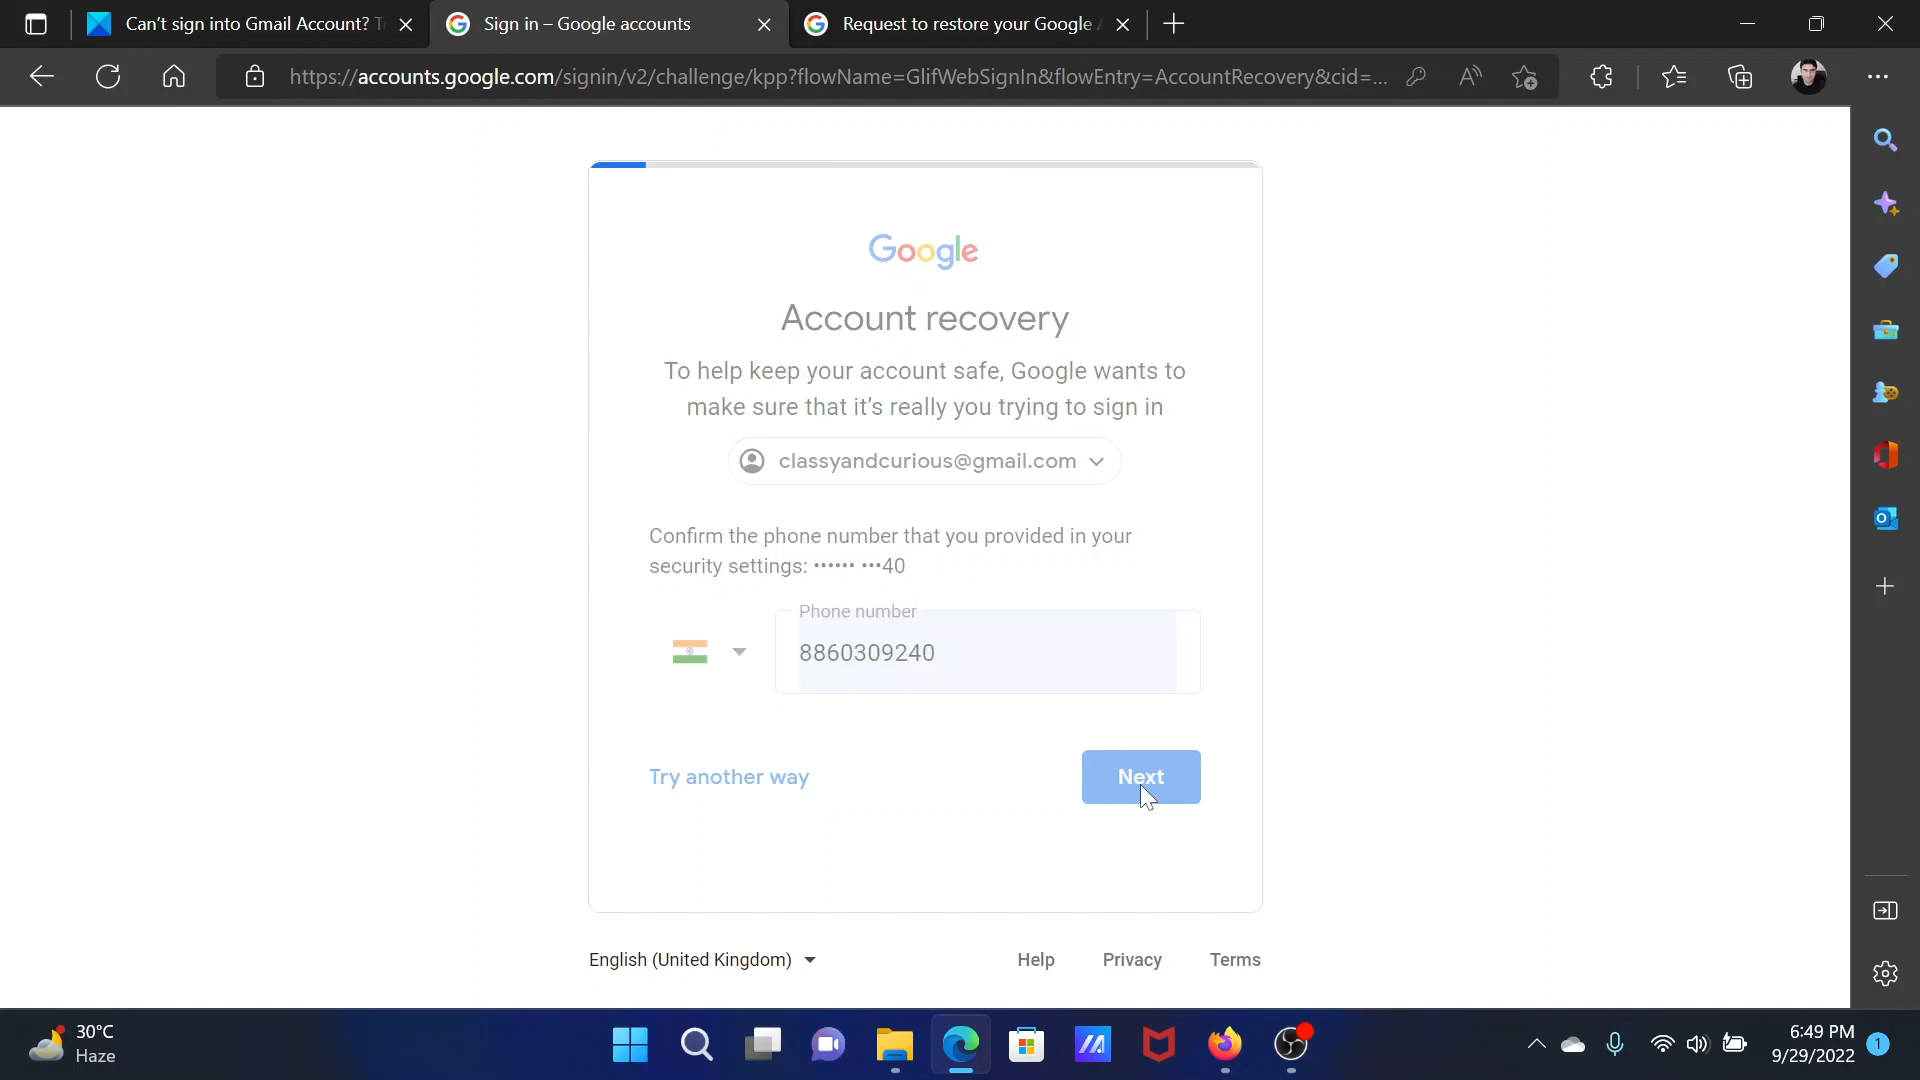 Can't sign into Gmail Account?
Sign in – Google accounts
Request to restore your Google
https://accounts.google.com/signin/v2/challenge/kpp?flowName=GlifWebSignIn&flowEntry=AccountRecovery&cid=...
Google
Account recovery
To help keep your account safe, Google wants to
make sure that it's really you trying to sign in
classyandcurious@gmail.com
Confirm the phone number that you provided in your
security settings: •••••• •••40
Phone number
8860309240
Try another way
Next
English (United Kingdom)
Help
Privacy
Terms
30°C
Haze
6:49 PM
9/29/2022
1